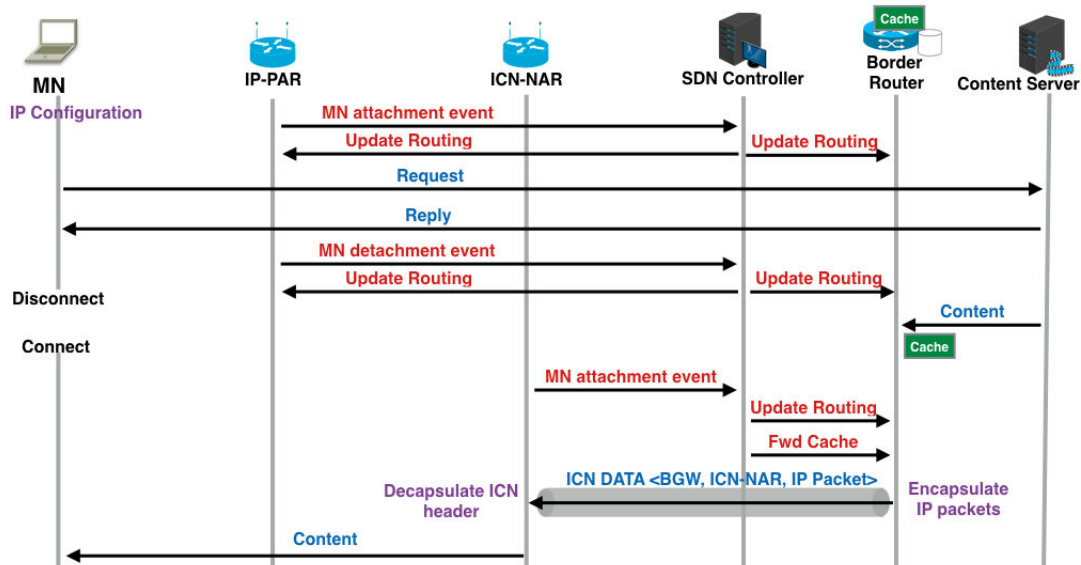 Cache
MN
IP-PAR
ICN-NAR
SDN Controller
Border
Router
Content Server
IP Configuration
MN attachment event
Update Routing
Update Routing
Request
Reply
MN detachment event
Update Routing
Update Routing
Disconnect
Content
Connect
Cache
MN attachment event
Update Routing
Fwd Cache
ICN DATA <BGW, ICN-NAR, IP Packet>
Decapsulate ICN
header
Encapsulate
IP packets
Content